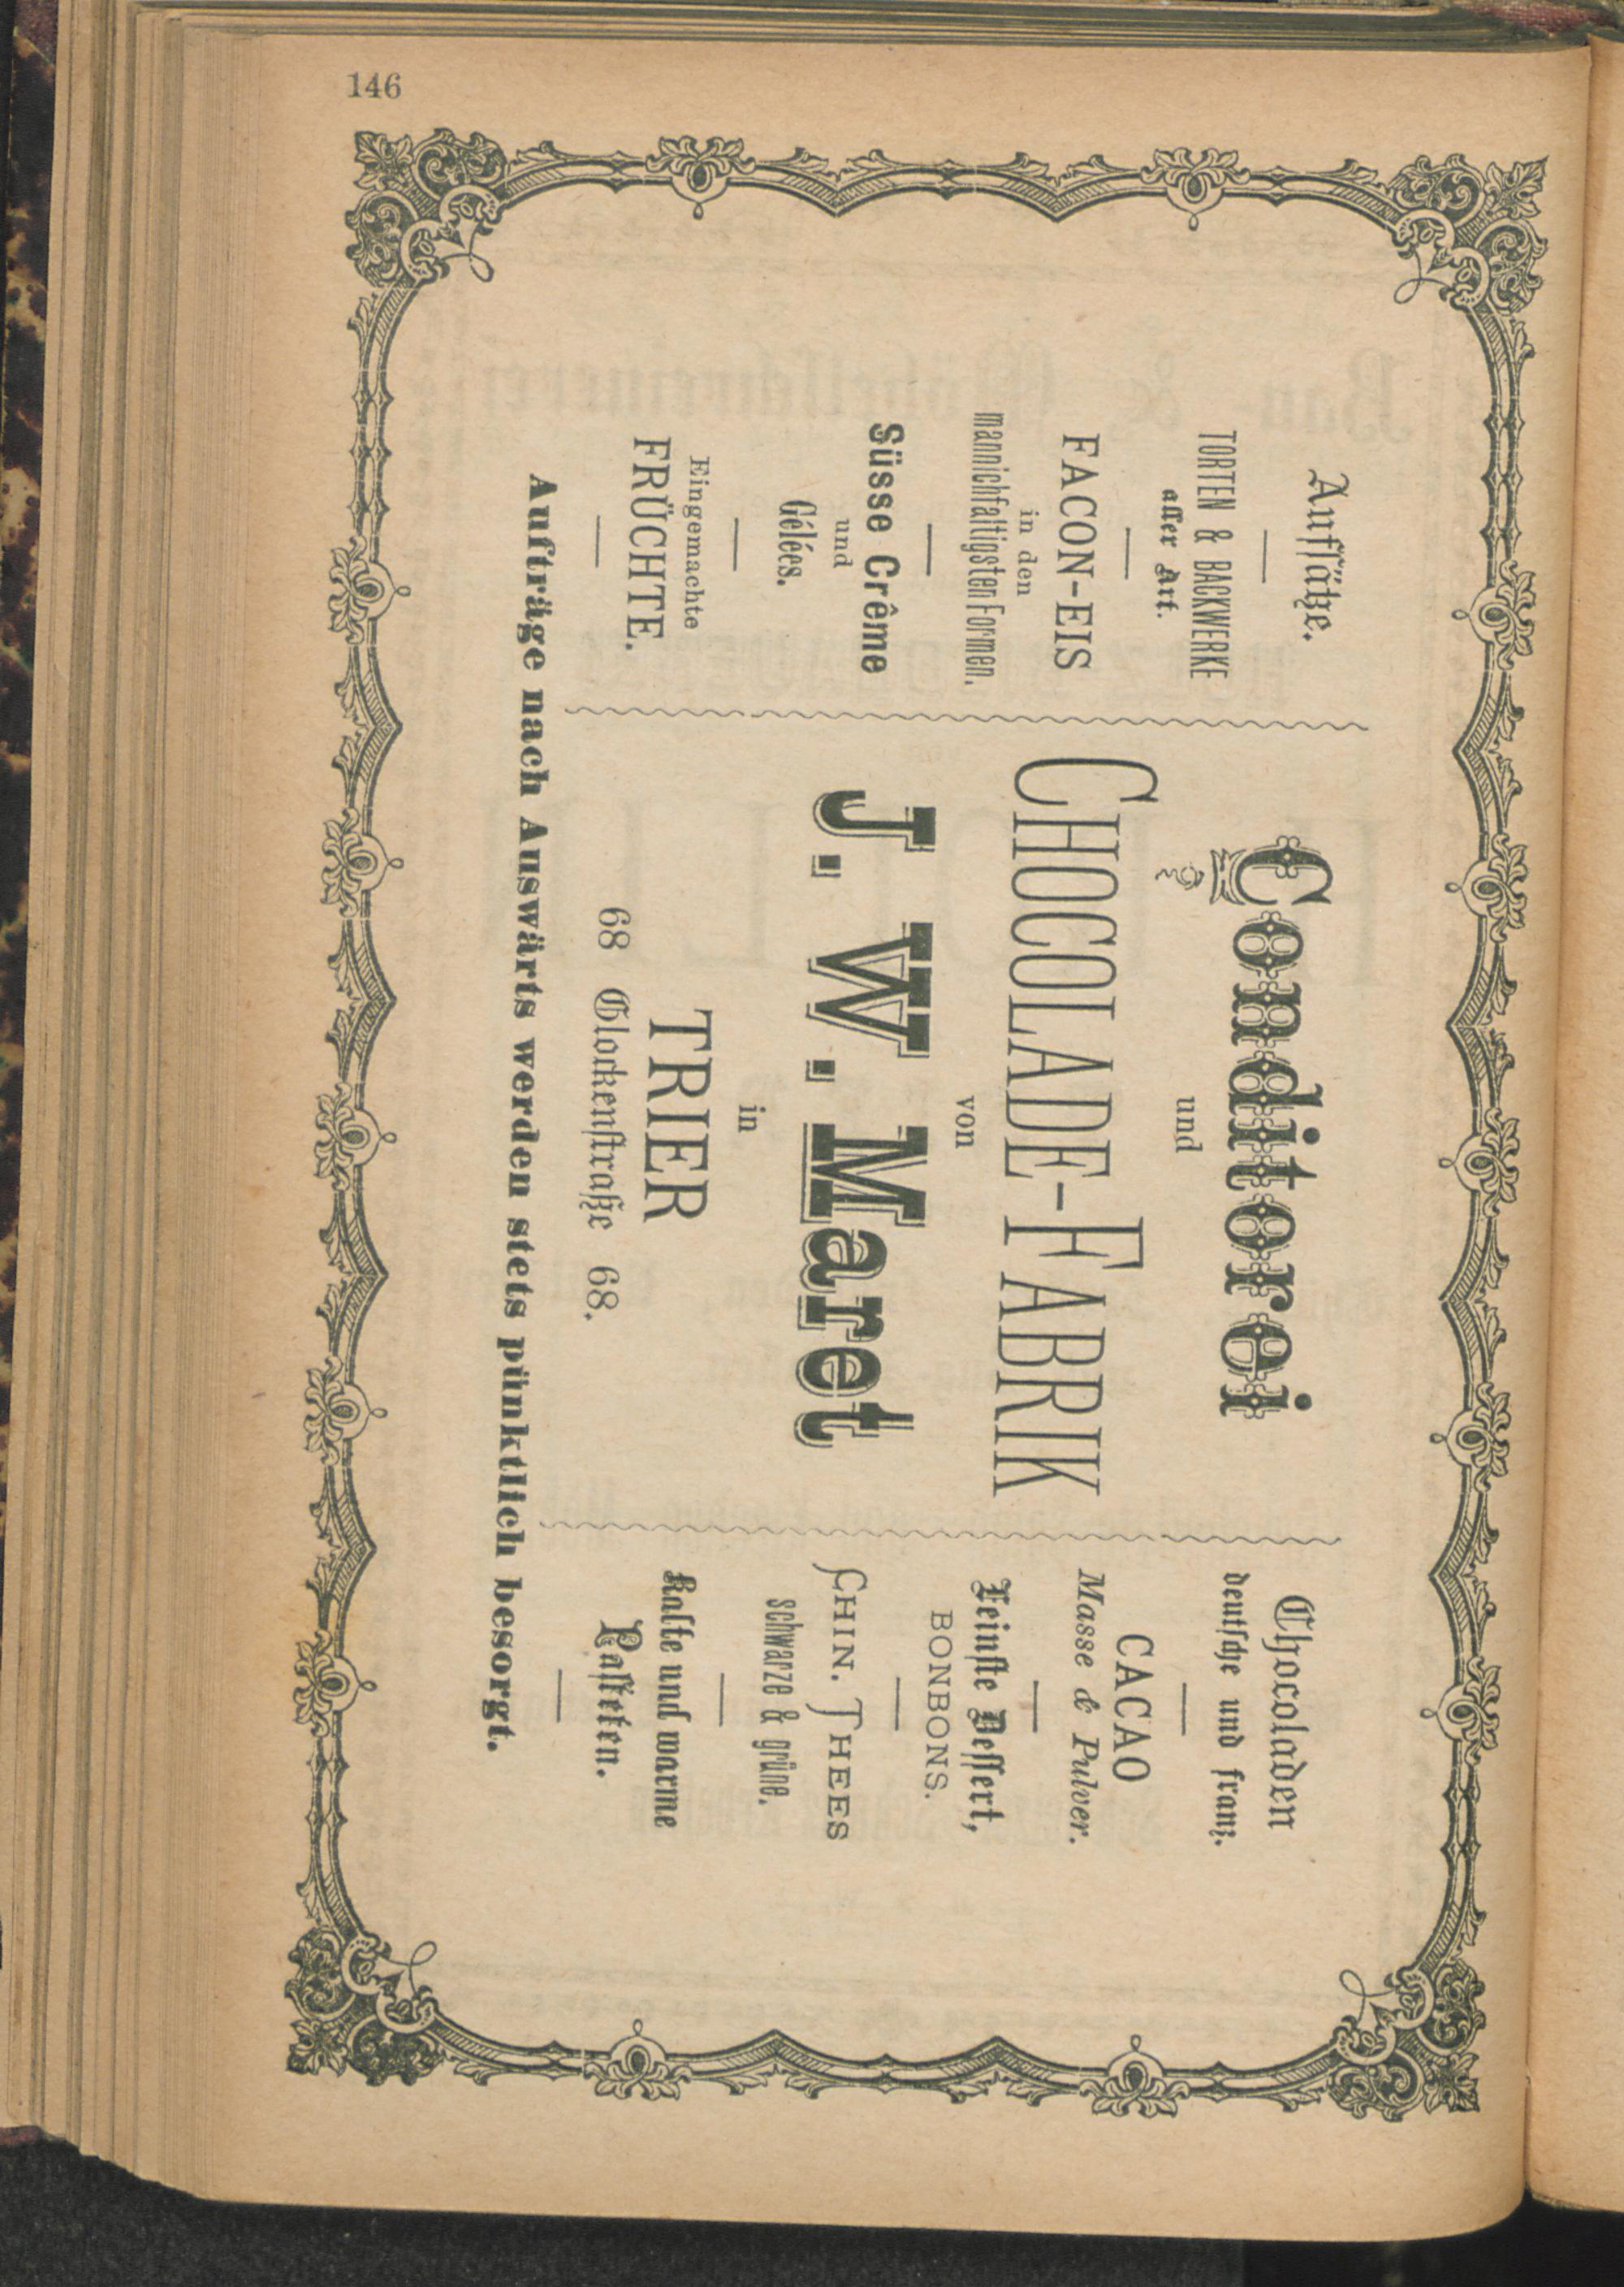 146
Aufsätze.
TORTEN & BACKWERKE
aller Art.
FACON-EIS
in den
mannichfaltigsten Formen.
Süsse Crême
und
Gélées.
Eingemachte
FRÜCHTE.
Conditorei
und
CHOCOLADE-FABRIK
von
J. W. Maret
in
TRIER
68 Glockenstraße 68.
Chocoladen
deutsche und franz.
CACAO
Masse & Pulver.
Feinste Dessert,
BONBONS.
CHIN. THEES
schwarze & grüne.
Kalte und warme
Pasteten.
Aufträge nach Auswärts werden stets pünktlich besorgt.